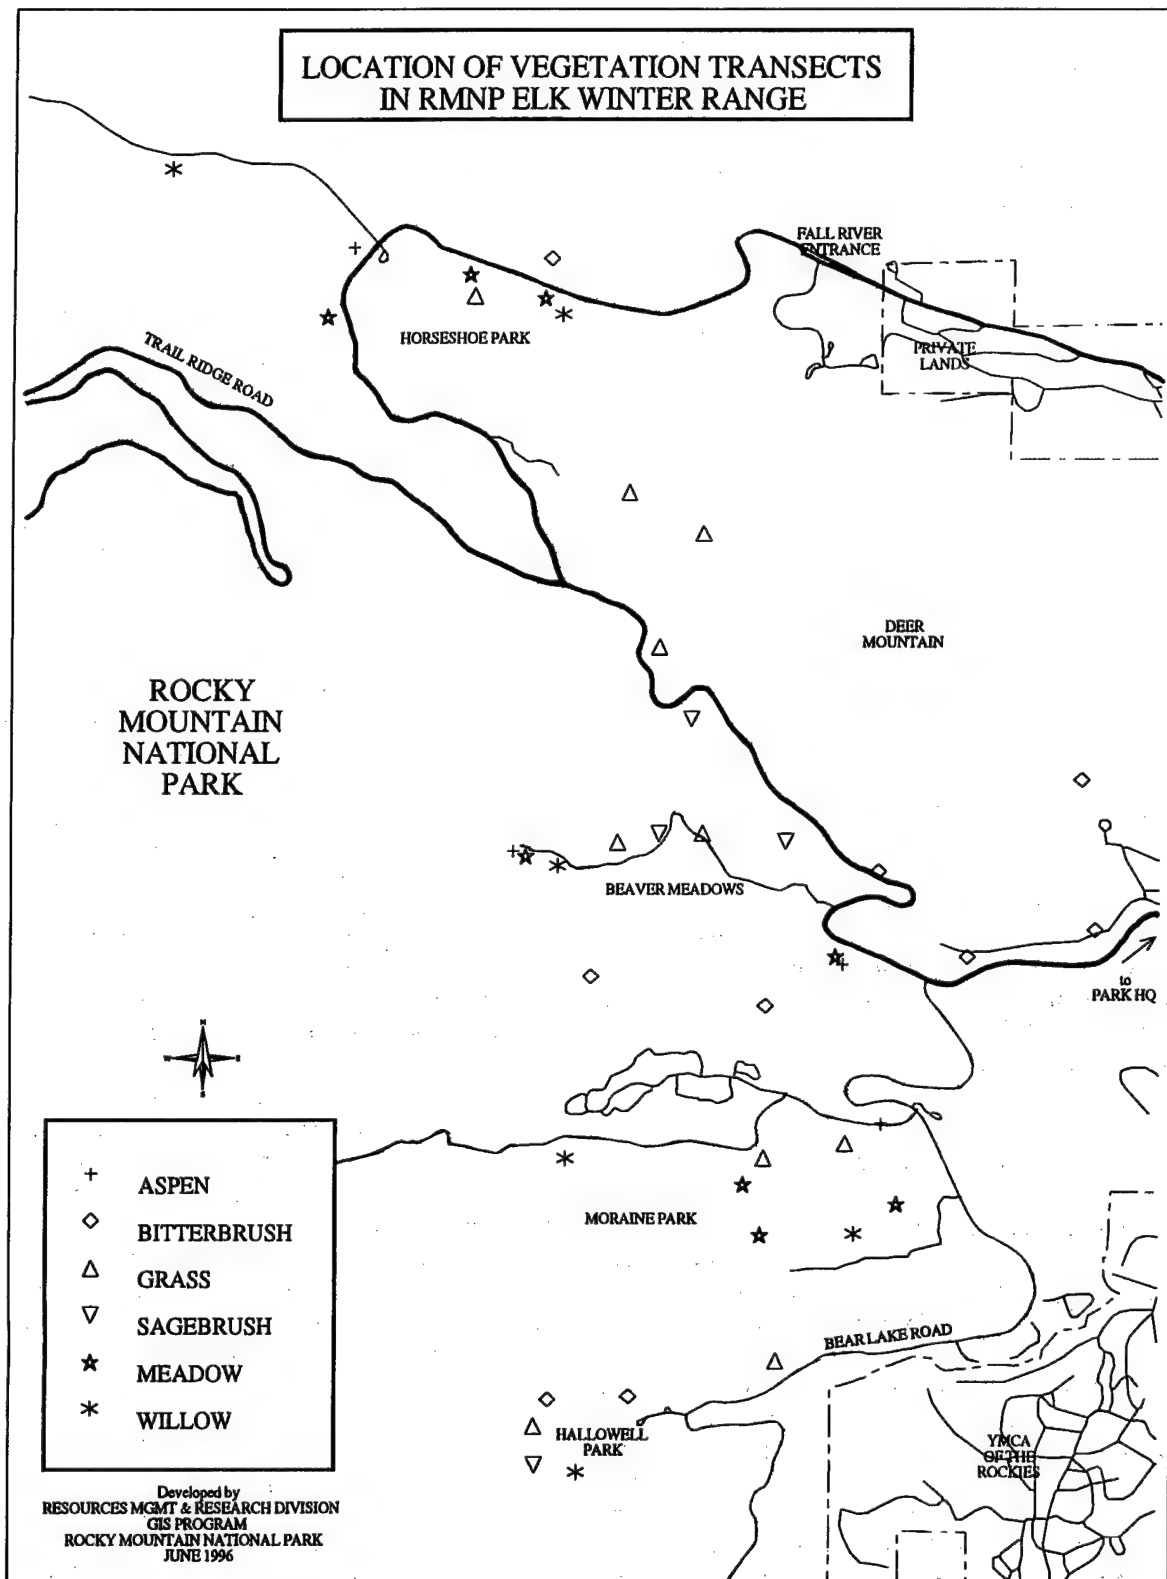 LOCATION OF VEGETATION TRANSECTS
IN RMNP ELK WINTER RANGE
FALL RIVER
ENTRANCE
HORSESHOE PARK
PRIVATE
LANDS
TRAIL RIDGE ROAD
DEER
MOUNTAIN
ROCKY
MOUNTAIN
NATIONAL
PARK
BEAVER MEADOWS
to
PARK HQ
N
W
E
S
ASPEN
BITTERBRUSH
GRASS
SAGEBRUSH
MEADOW
WILLOW
MORAINE PARK
BEAR LAKE ROAD
HALLOWELL
PARK
YMCA
OF THE
ROCKIES
Developed by
RESOURCES MGMT & RESEARCH DIVISION
GIS PROGRAM
ROCKY MOUNTAIN NATIONAL PARK
JUNE 1996